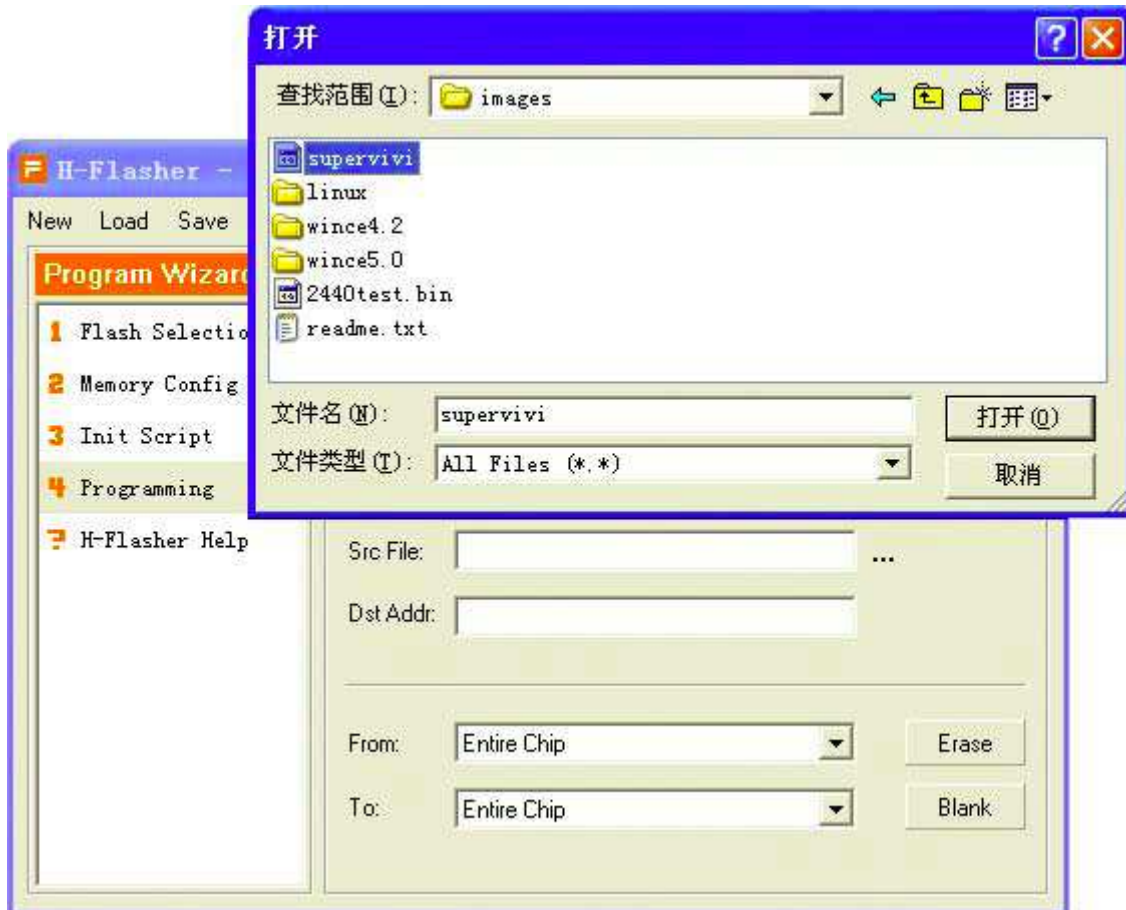 打开
查找范围(I): images
supervivi
linux
wince4.2
wince5.0
2440test.bin
readme.txt
文件名(N): supervivi 打开(O)
文件类型(T): All Files (*.*) 取消
H-Flasher -
New Load Save
Program Wizard
1 Flash Selectio
2 Memory Config
3 Init Script
4 Programming
? H-Flasher Help
Src File: ...
Dst Addr:
From: Entire Chip Erase
To: Entire Chip Blank